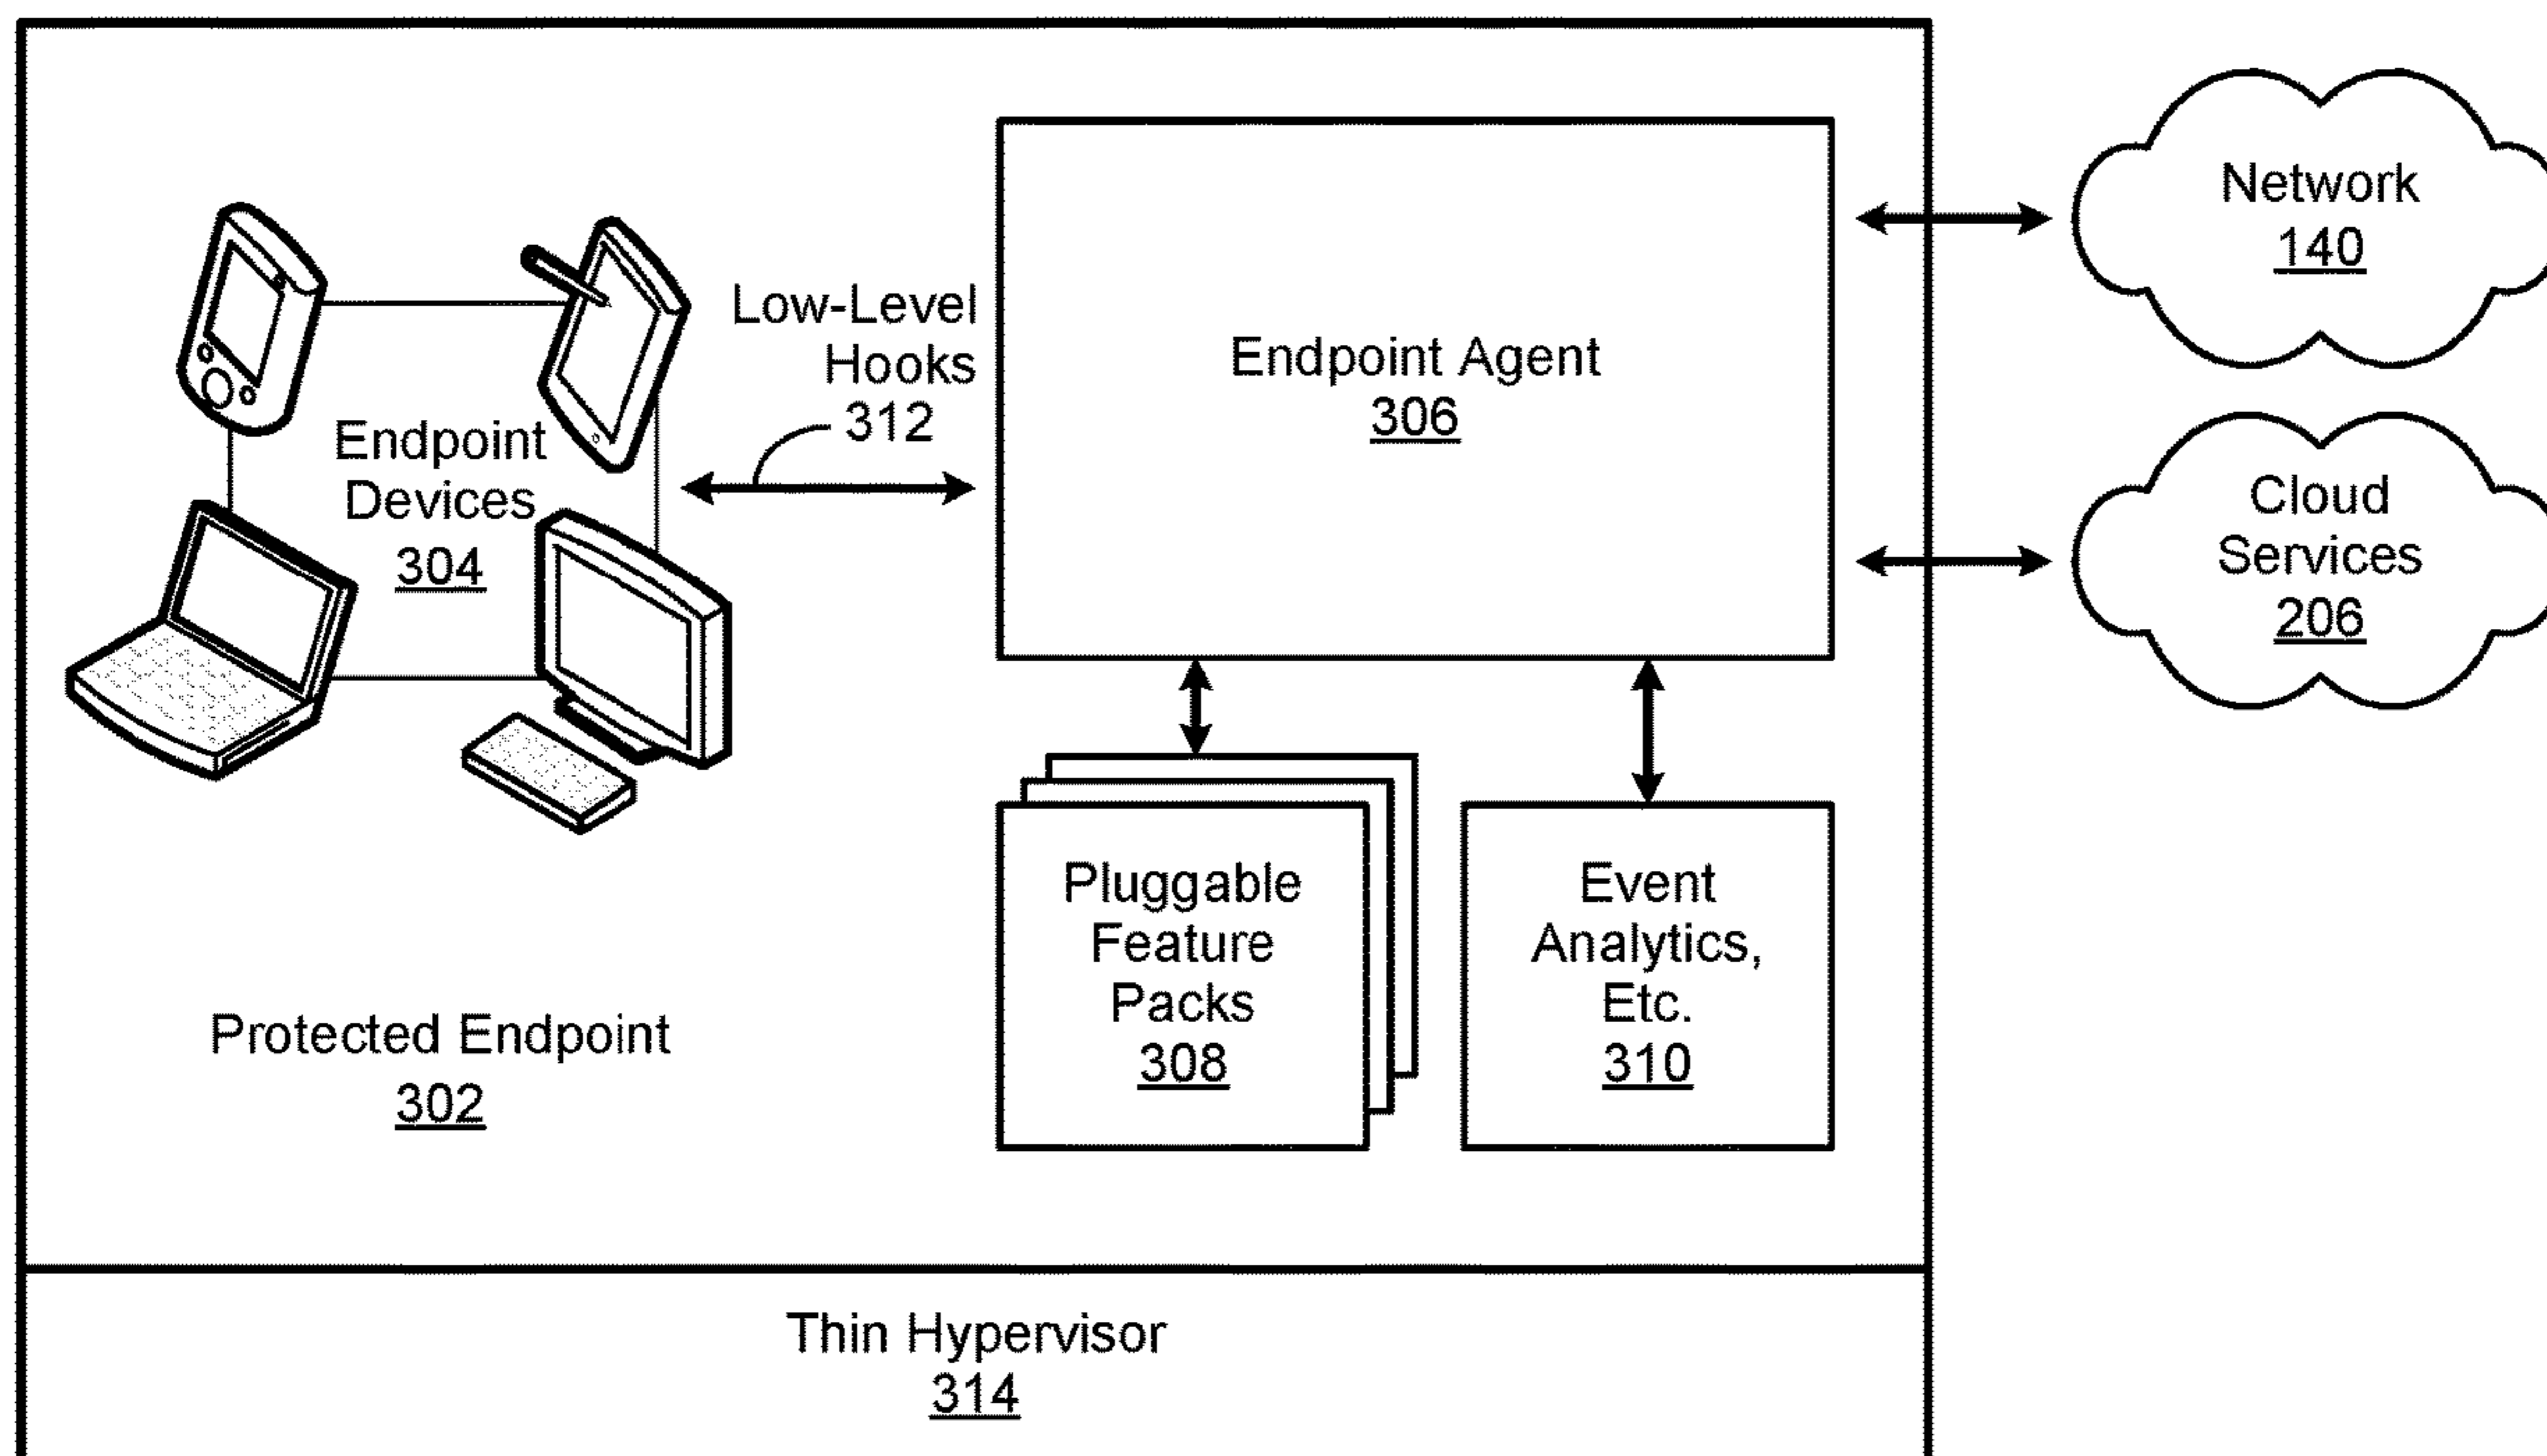 Network
140
Low-Level
Hooks
312
Endpoint Agent
306
Endpoint
Devices
304
Cloud
Services
206
Pluggable
Feature
Packs
308
Event
Analytics,
Etc.
310
Protected Endpoint
302
Thin Hypervisor
314